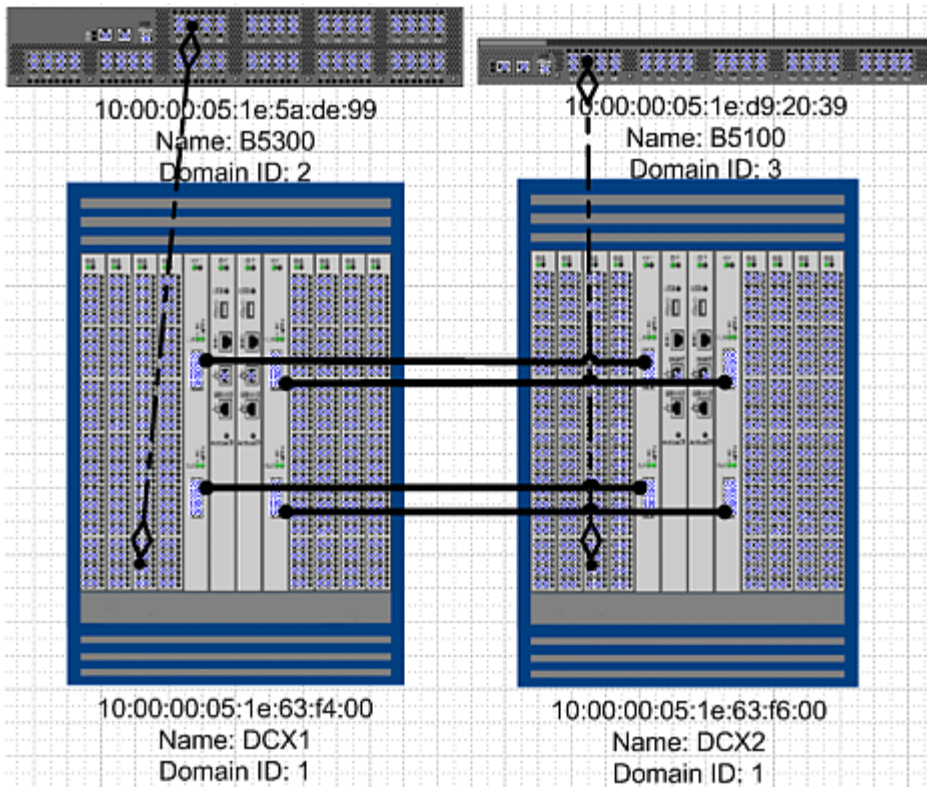 10:00:00:05:1e:5a:de:99
Name: B5300
Domain ID: 2
10:00:00:05:1e:d9:20:39
Name: B5100
Domain ID: 3
10:00:00:05:1e:63:f4:00
Name: DCX1
Domain ID: 1
10:00:00:05:1e:63:f6:00
Name: DCX2
Domain ID: 1